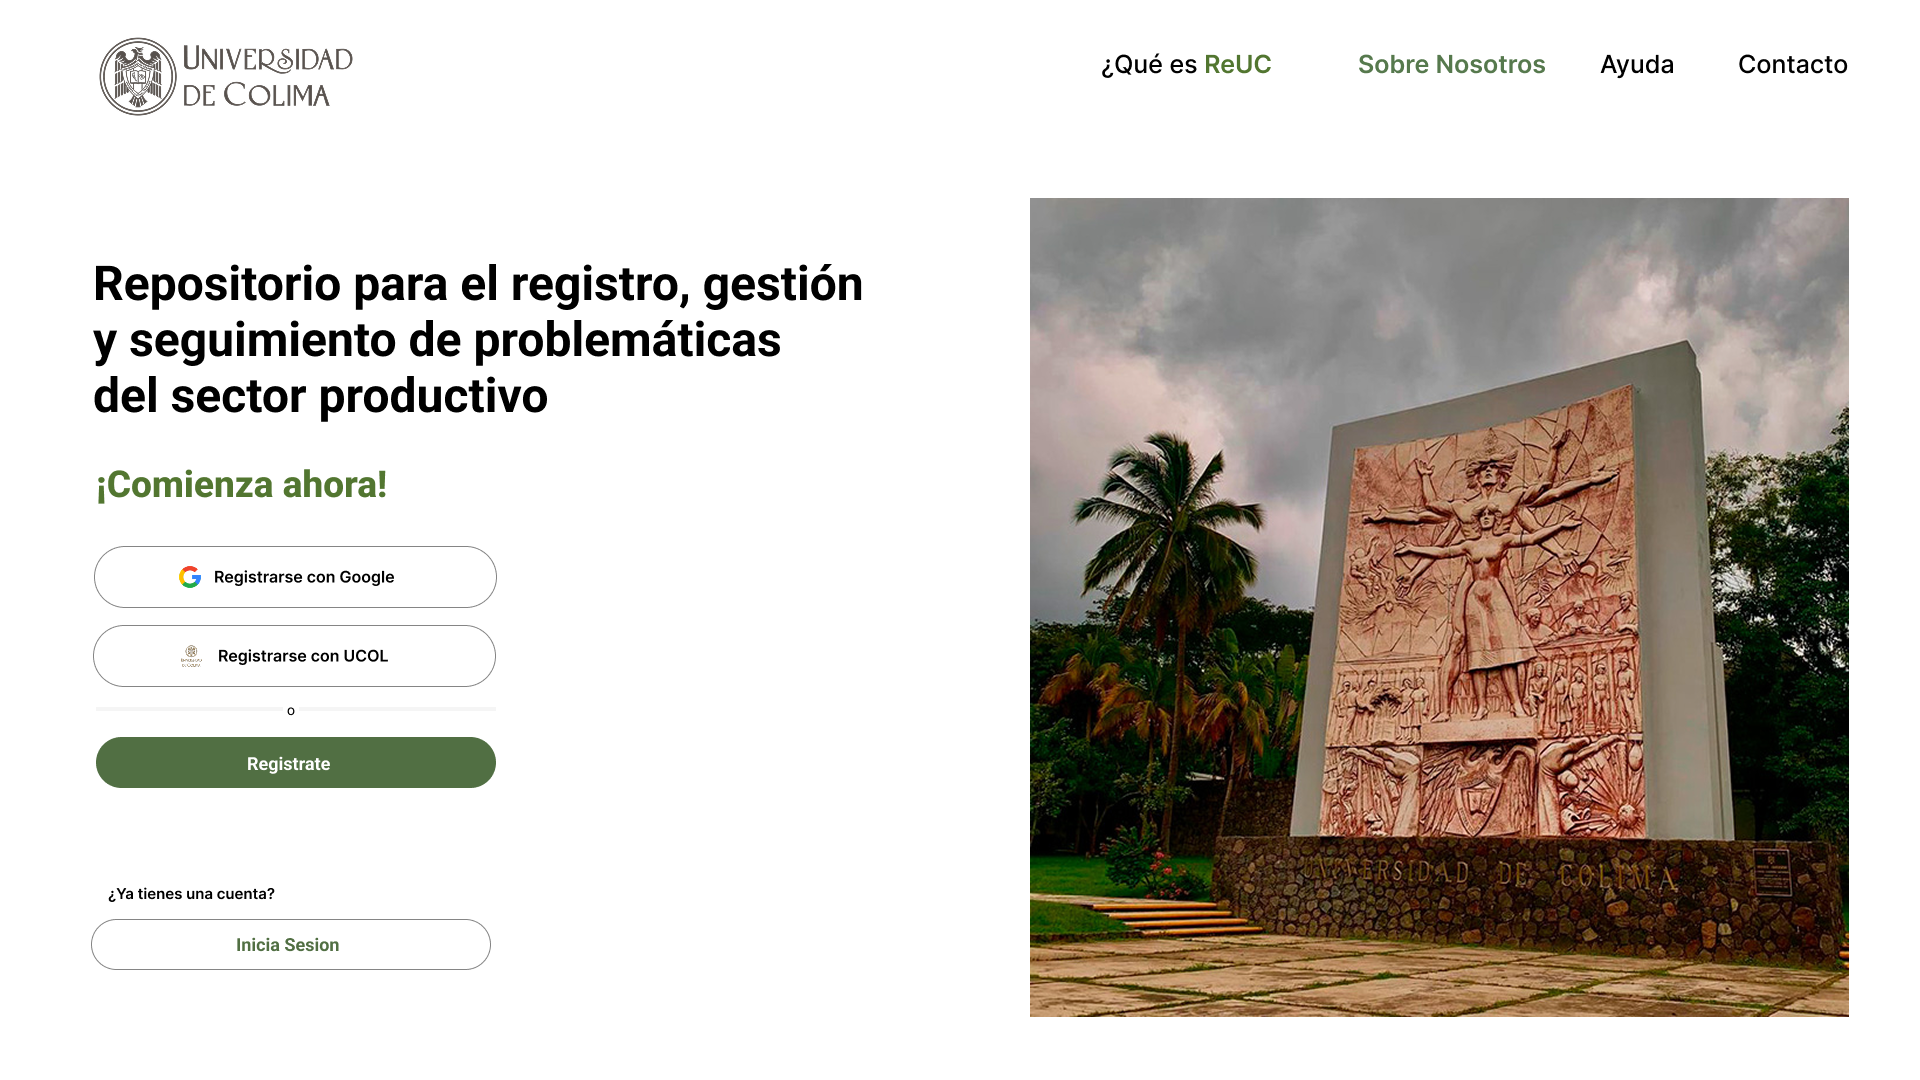 UNIVERSIDAD
DE COLIMA
¿Qué es ReUC
Sobre Nosotros
Ayuda
Contacto
Repositorio para el registro, gestión
y seguimiento de problemáticas
del sector productivo
¡Comienza ahora!
Registrarse con Google
Registrarse con UCOL
o
Registrate
¿Ya tienes una cuenta?
Inicia Sesion
UNIVERSIDAD DE COLIMA